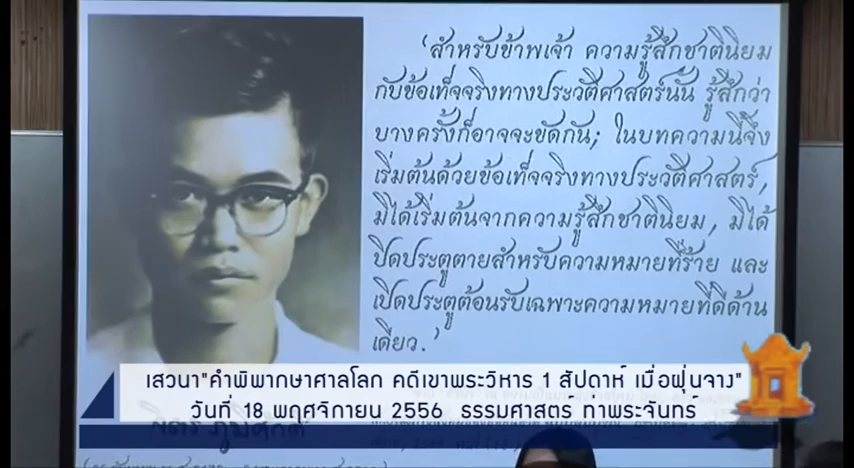 'สำหรับข้าพเจ้า ความรู้สึกชาตินิยม
กับข้อเท็จจริงทางประวัติศาสตร์นั้น รู้สึกว่า
บางครั้งก็อาจจะขัดกัน; ในบทความนี้จึง
เริ่มต้นด้วยข้อเท็จจริงทางประวัติศาสตร์,
มิได้เริ่มต้นจากความรู้สึกชาตินิยม, มิได้
ปิดประตูตายสำหรับความหมายที่ร้าย และ
เปิดประตูต้อนรับเฉพาะความหมายที่ดีด้าน
เดียว.'
เสวนา"คำพิพากษาศาลโลก คดีเขาพระวิหาร 1 สัปดาห์ เมื่อฝุ่นจาง"
วันที่ 18 พฤศจิกายน 2556 ธรรมศาสตร์ ท่าพระจันทร์
จิตร ภูมิศักดิ์